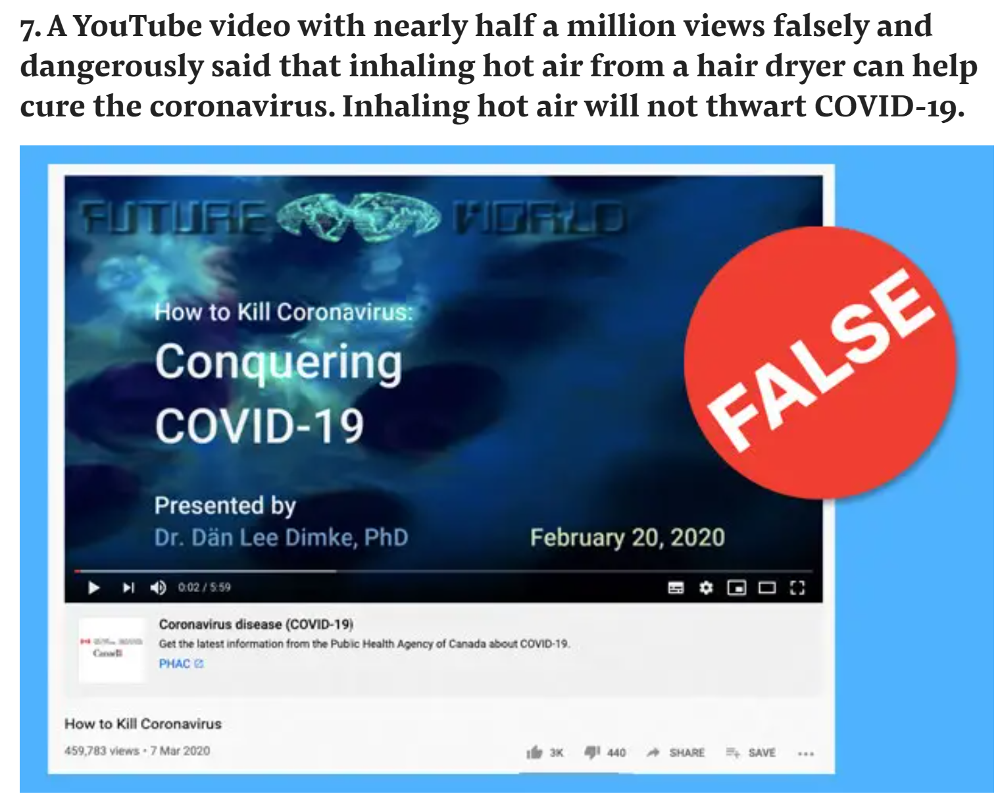 7. A YouTube video with nearly half a million views falsely and
dangerously said that inhaling hot air from a hair dryer can help
cure the coronavirus. Inhaling hot air will not thwart COVID-19.
FUTURE WORLD
How to Kill Coronavirus:
Conquering
COVID-19
FALSE
Presented by
Dr. Dän Lee Dimke, PhD
February 20, 2020
0:02 / 5:59
Coronavirus disease (COVID-19)
Get the latest information from the Public Health Agency of Canada about COVID-19.
Canada
PHAC
How to Kill Coronavirus
459,783 views • 7 Mar 2020
3K 440 SHARE SAVE